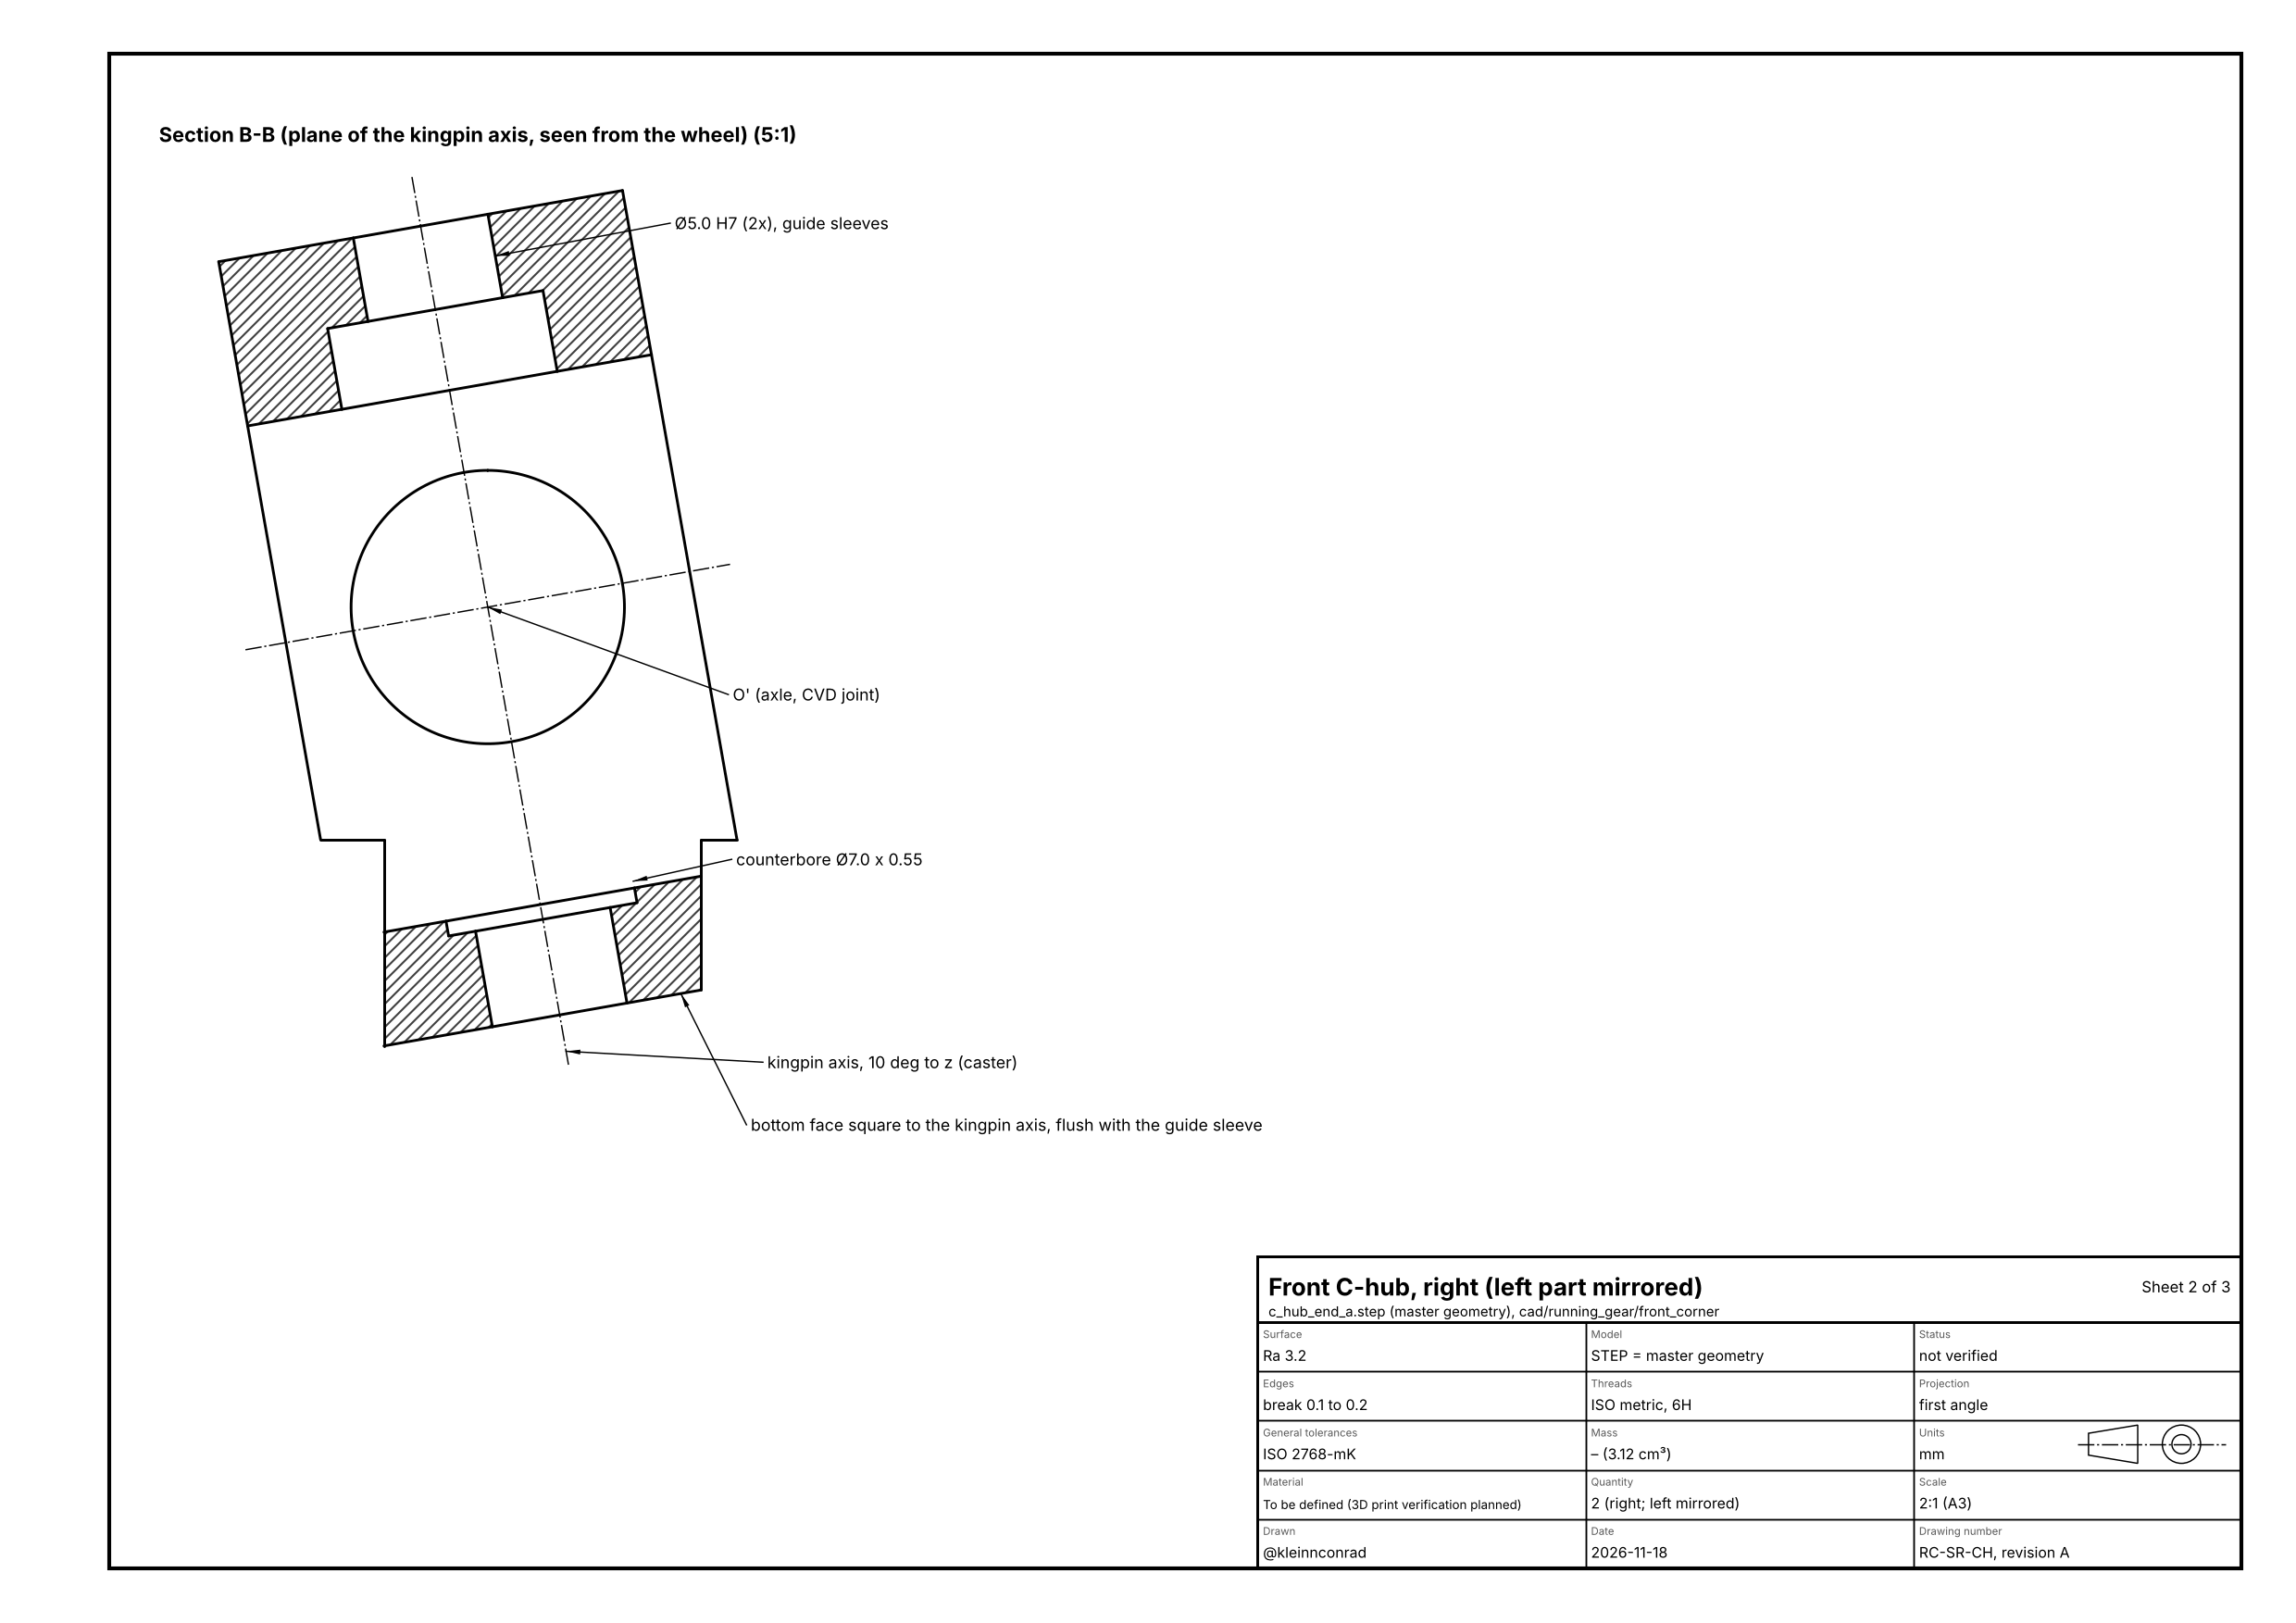 Section B-B (plane of the kingpin axis, seen from the wheel) (5:1)
Ø5.0 H7 (2x), guide sleeves
O' (axle, CVD joint)
counterbore Ø7.0 x 0.55
kingpin axis, 10 deg to z (caster)
bottom face square to the kingpin axis, flush with the guide sleeve
Front C-hub, right (left part mirrored)
Sheet 2 of 3
c_hub_end_a.step (master geometry), cad/running_gear/front_corner
Surface
Ra 3.2
Model
STEP = master geometry
Status
not verified
Edges
break 0.1 to 0.2
Threads
ISO metric, 6H
Projection
first angle
General tolerances
ISO 2768-mK
Mass
– (3.12 cm³)
Units
mm
Material
To be defined (3D print verification planned)
Quantity
2 (right; left mirrored)
Scale
2:1 (A3)
Drawn
@kleinnconrad
Date
2026-11-18
Drawing number
RC-SR-CH, revision A